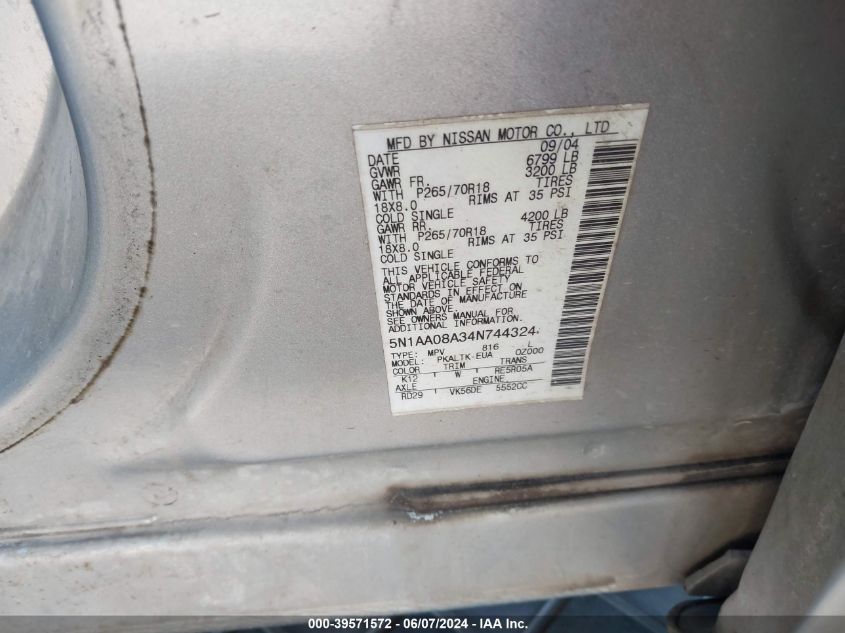 MFD BY NISSAN MOTOR CO., LTD
DATE 09/04
GVWR 6799 LB
GAWR FR. 3200 LB
WITH P265/70R18 TIRES
18X8.0 RIMS AT 35 PSI
COLD SINGLE
GAWR RR. 4200 LB
WITH P265/70R18 TIRES
18X8.0 RIMS AT 35 PSI
COLD SINGLE
THIS VEHICLE CONFORMS TO
ALL APPLICABLE FEDERAL
MOTOR VEHICLE SAFETY
STANDARDS IN EFFECT ON
THE DATE OF MANUFACTURE
SHOWN ABOVE.
SEE OWNERS MANUAL FOR
ADDITIONAL INFORMATION.
5N1AA08A34N744324
TYPE: MPV 816 L
MODEL: PKALTK-EUA 0Z000
COLOR TRIM TRANS
K12 W RE5R05A
AXLE ENGINE
RD29 VK56DE 5552CC
000-39571572 | 06/07/2024 - IAA Inc.